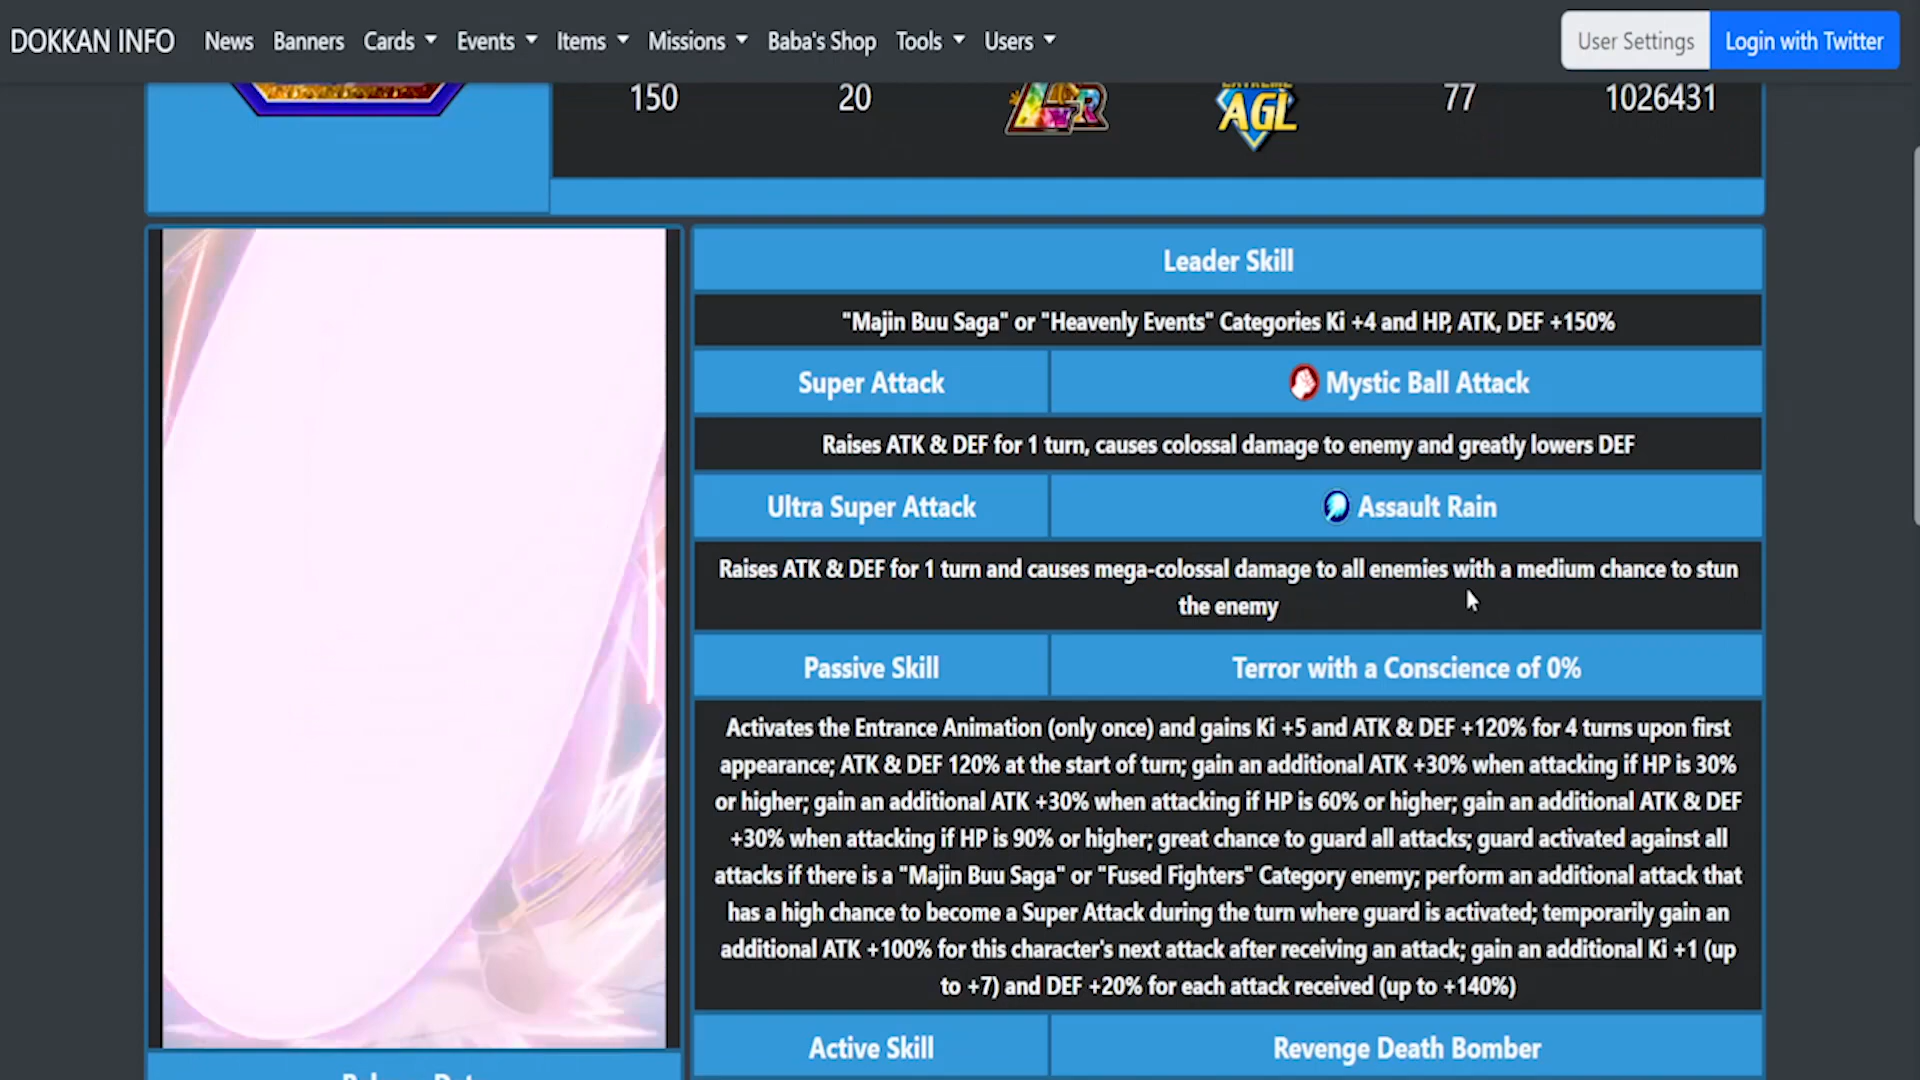 DOKKAN INFO News Banners Cards Events Items Missions Baba's Shop Tools Users User Settings Login with Twitter
150 20 LR EXTREME AGL 77 1026431
Leader Skill
"Majin Buu Saga" or "Heavenly Events" Categories Ki +4 and HP, ATK, DEF +150%
Super Attack Mystic Ball Attack
Raises ATK & DEF for 1 turn, causes colossal damage to enemy and greatly lowers DEF
Ultra Super Attack Assault Rain
Raises ATK & DEF for 1 turn and causes mega-colossal damage to all enemies with a medium chance to stun
the enemy
Passive Skill Terror with a Conscience of 0%
Activates the Entrance Animation (only once) and gains Ki +5 and ATK & DEF +120% for 4 turns upon first
appearance; ATK & DEF 120% at the start of turn; gain an additional ATK +30% when attacking if HP is 30%
or higher; gain an additional ATK +30% when attacking if HP is 60% or higher; gain an additional ATK & DEF
+30% when attacking if HP is 90% or higher; great chance to guard all attacks; guard activated against all
attacks if there is a "Majin Buu Saga" or "Fused Fighters" Category enemy; perform an additional attack that
has a high chance to become a Super Attack during the turn where guard is activated; temporarily gain an
additional ATK +100% for this character's next attack after receiving an attack; gain an additional Ki +1 (up
to +7) and DEF +20% for each attack received (up to +140%)
Active Skill Revenge Death Bomber